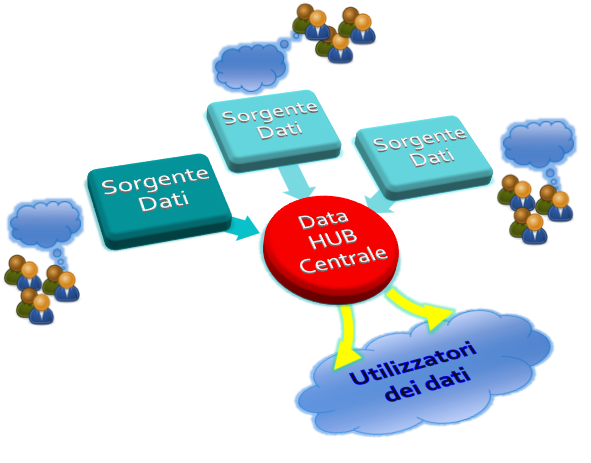 Sorgente
Dati
Sorgente
Dati
Sorgente
Dati
Data
HUB
Centrale
Utilizzatori
dei dati